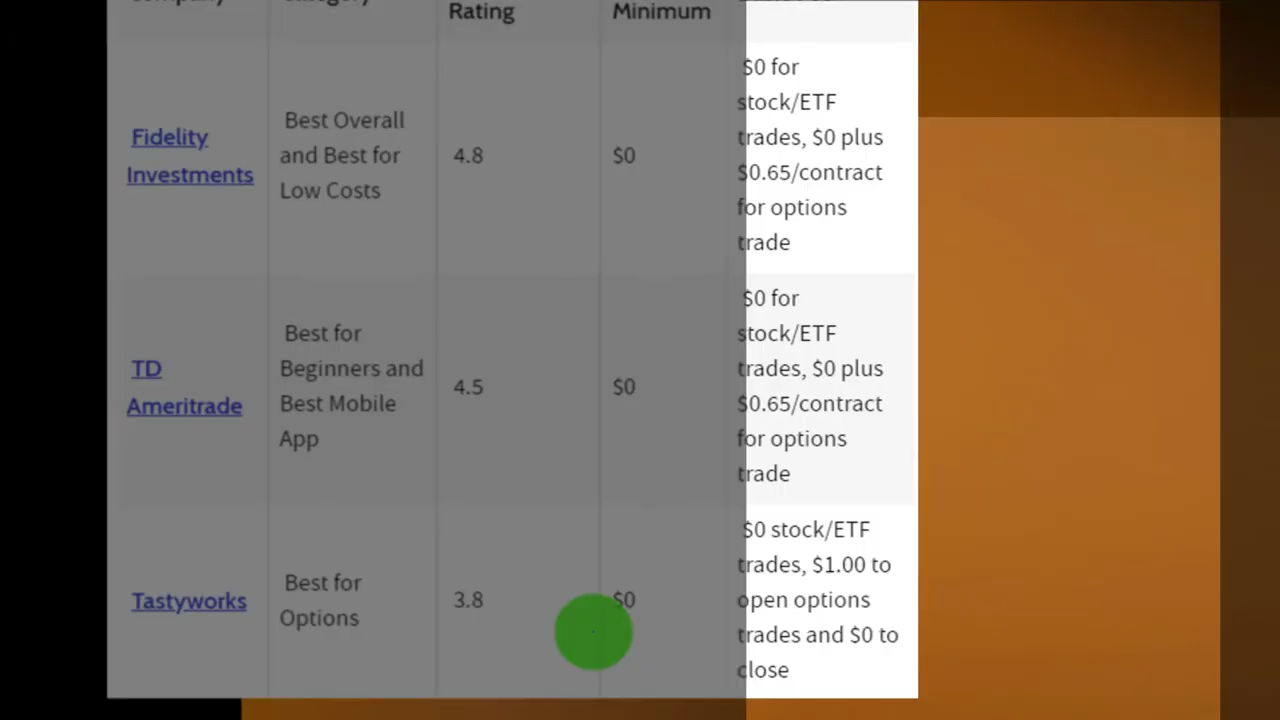 Rating
Minimum
Fidelity
Investments
Best Overall
and Best for
Low Costs
4.8
$0
$0 for
stock/ETF
trades, $0 plus
$0.65/contract
for options
trade
TD
Ameritrade
Best for
Beginners and
Best Mobile
App
4.5
$0
$0 for
stock/ETF
trades, $0 plus
$0.65/contract
for options
trade
Tastyworks
Best for
Options
3.8
$0
$0 stock/ETF
trades, $1.00 to
open options
trades and $0 to
close